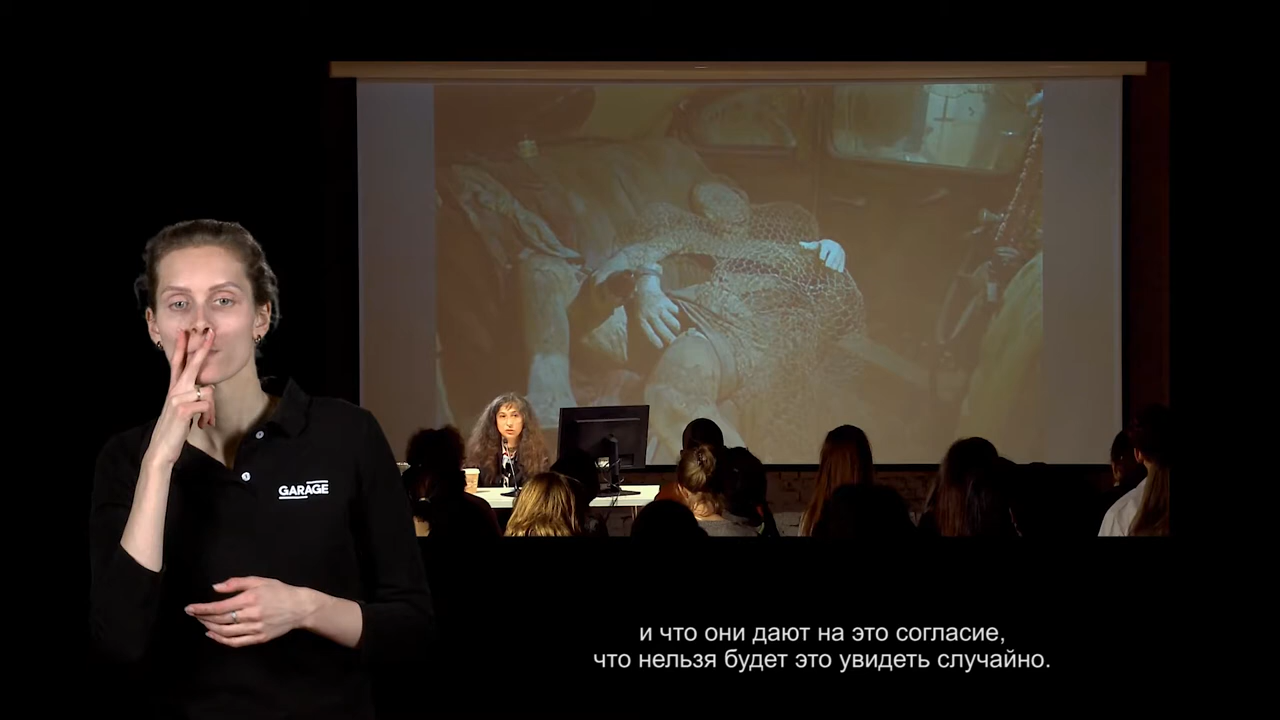 GARAGE
и что они дают на это согласие,
что нельзя будет это увидеть случайно.